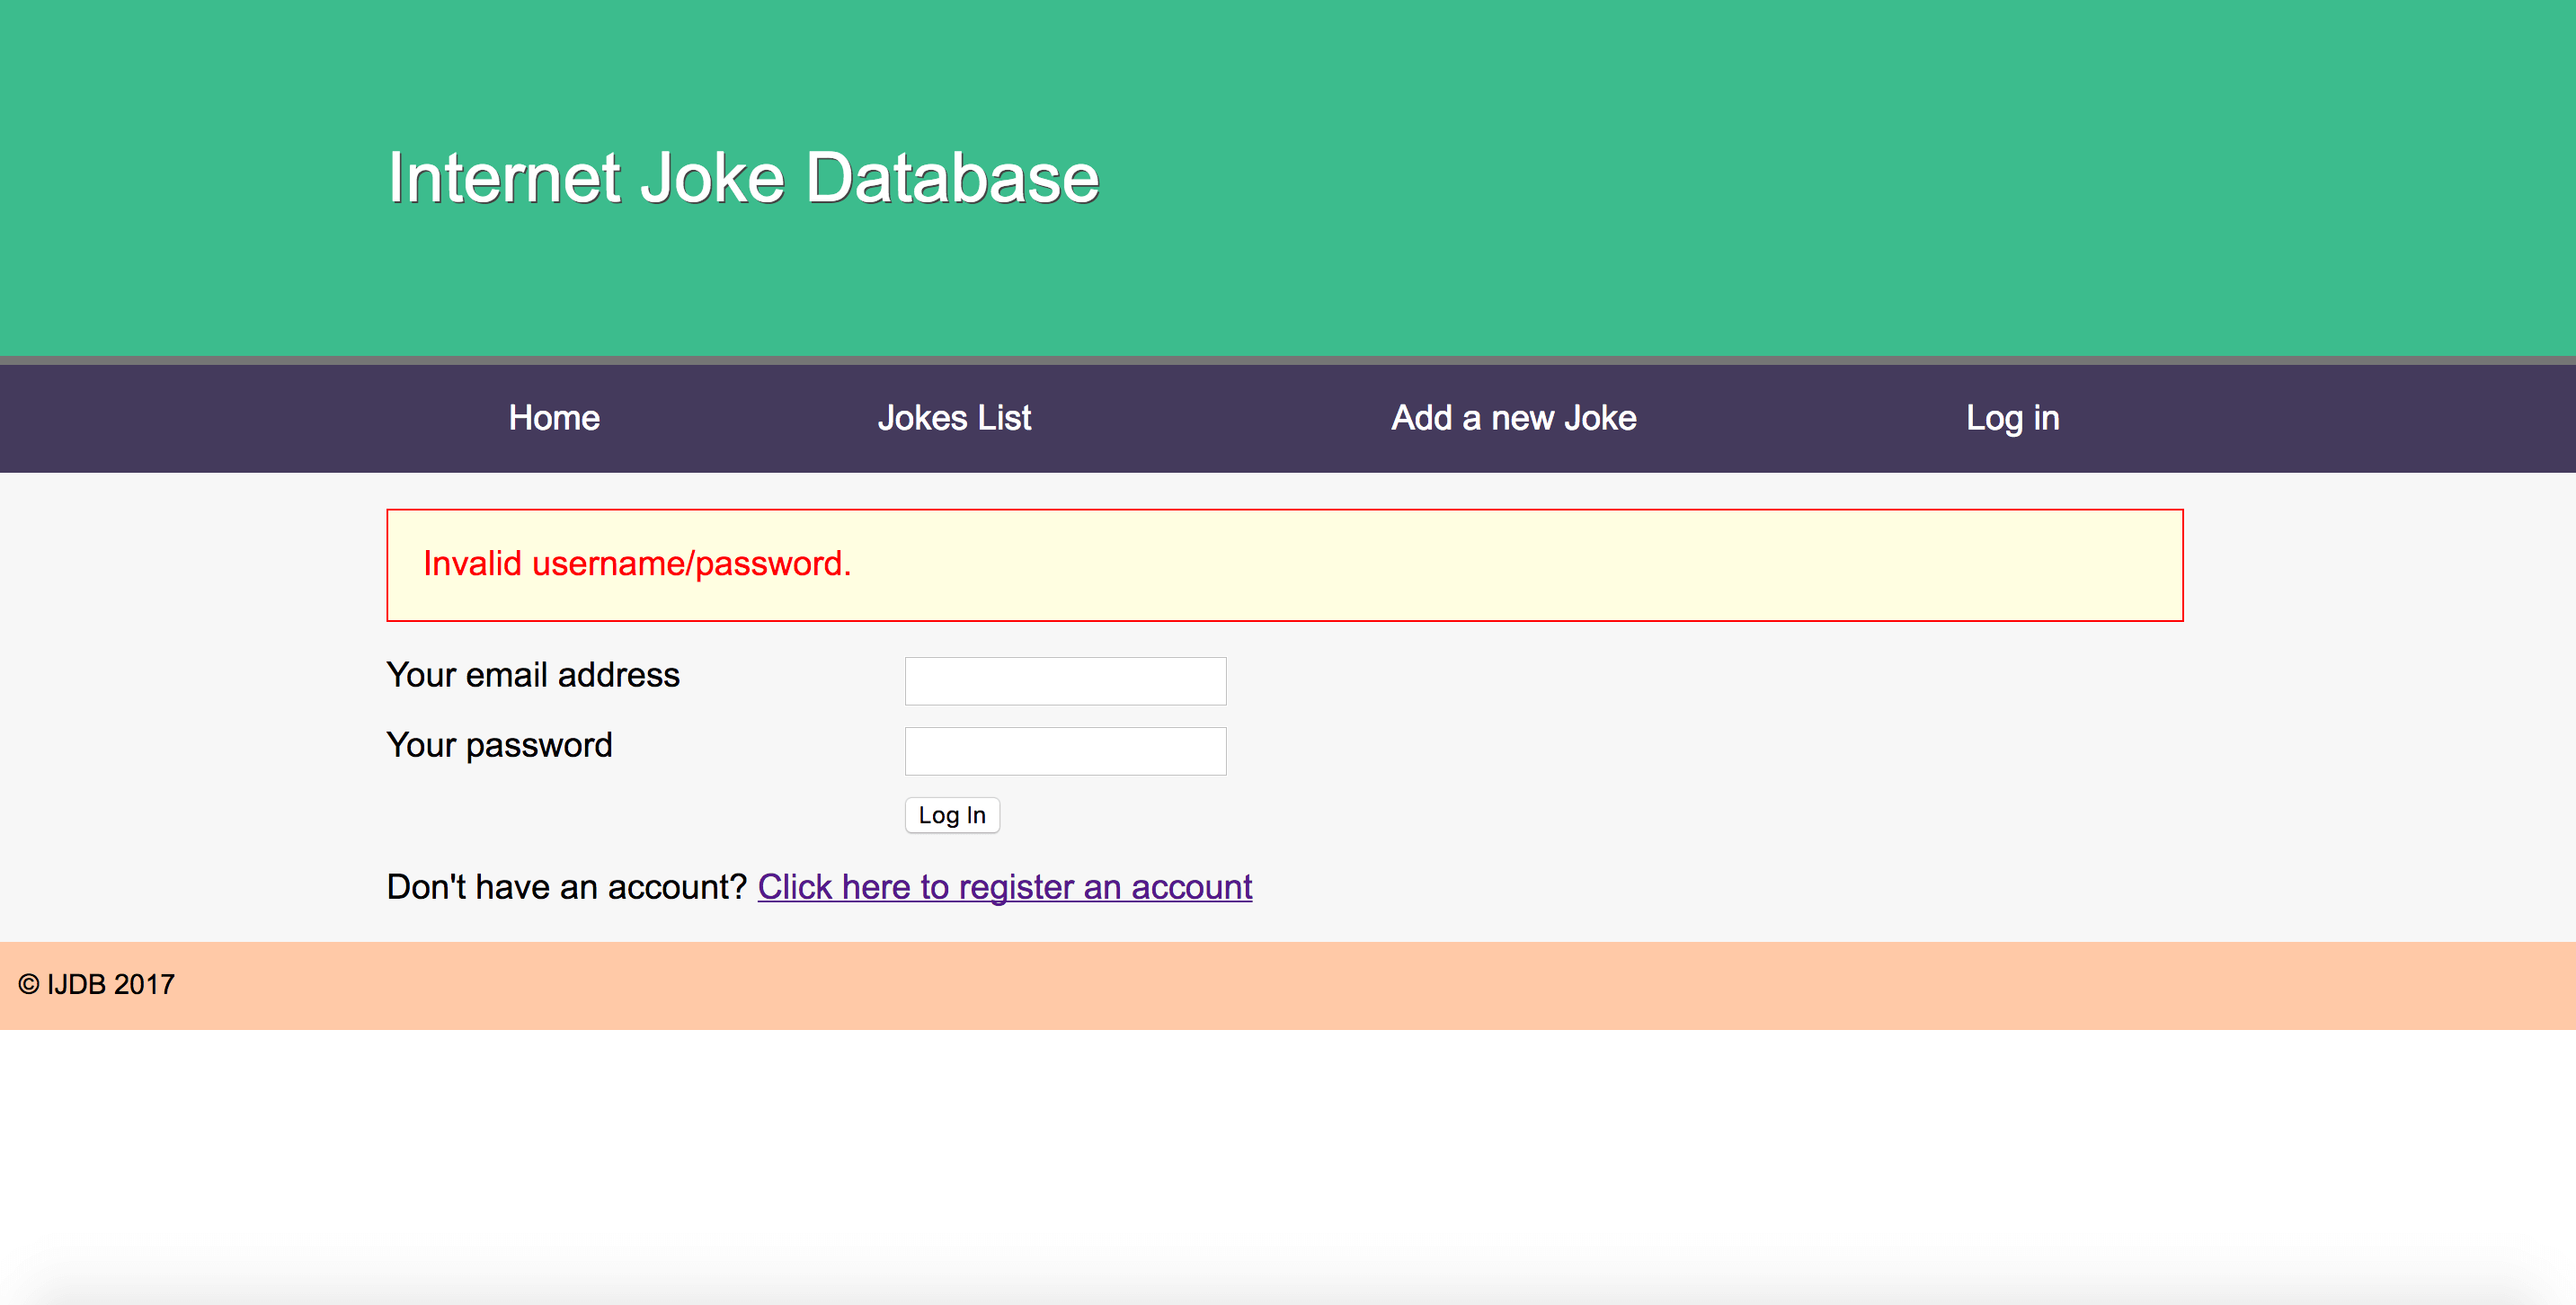 Internet Joke Database
Home Jokes List Add a new Joke Log in
Invalid username/password.
Your email address
Your password
Log In
Don't have an account? Click here to register an account
© IJDB 2017